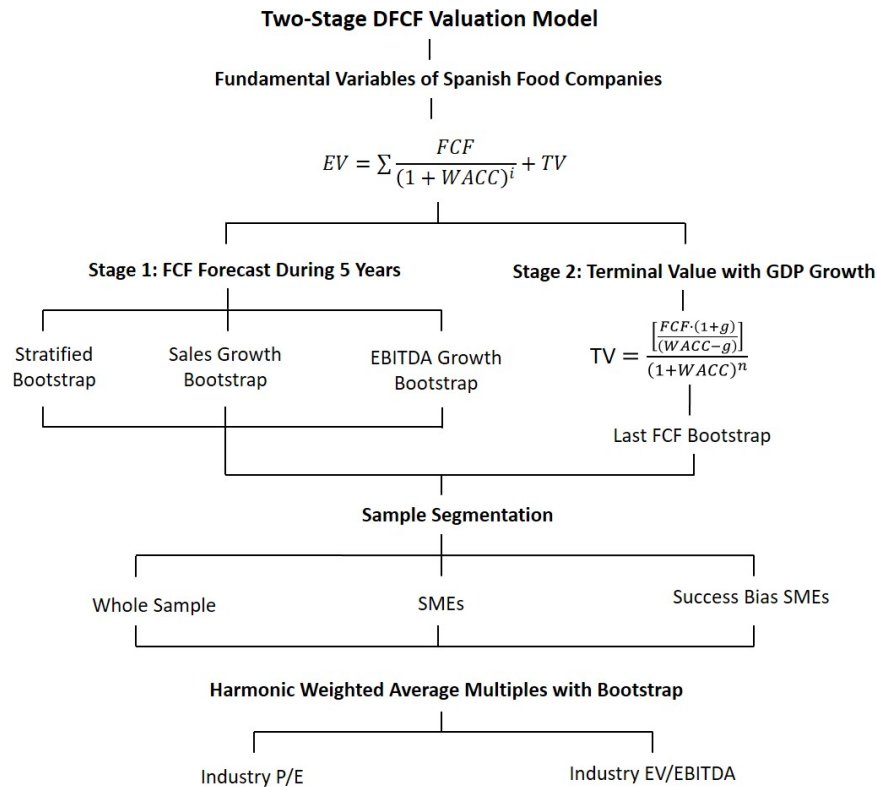 Two-Stage DFCF Valuation Model
Fundamental Variables of Spanish Food Companies
EV = ∑ FCF / (1 + WACC)^i + TV
Stage 1: FCF Forecast During 5 Years
Stage 2: Terminal Value with GDP Growth
Stratified
Bootstrap
Sales Growth
Bootstrap
EBITDA Growth
Bootstrap
TV = [FCF·(1+g) / (WACC−g)] / (1+WACC)^n
Last FCF Bootstrap
Sample Segmentation
Whole Sample
SMEs
Success Bias SMEs
Harmonic Weighted Average Multiples with Bootstrap
Industry P/E
Industry EV/EBITDA